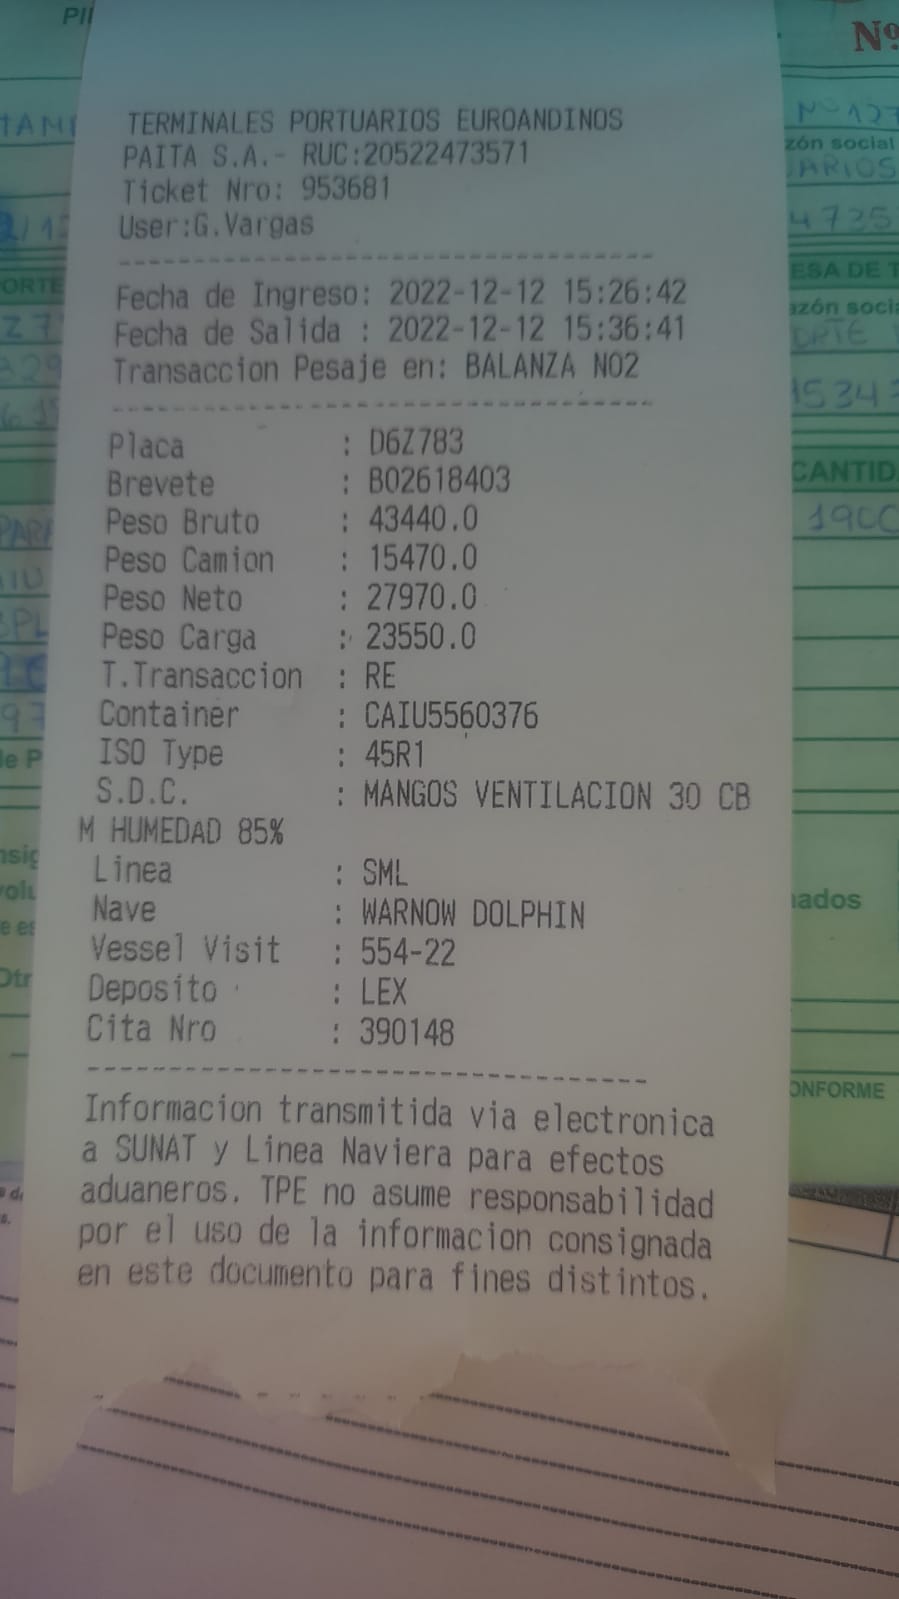 TERMINALES PORTUARIOS EUROANDINOS
PAITA S.A.- RUC:20522473571
Ticket Nro: 953681
User:G.Vargas
Fecha de Ingreso: 2022-12-12 15:26:42
Fecha de Salida : 2022-12-12 15:36:41
Transaccion Pesaje en: BALANZA NO2
Placa : D6Z783
Brevete : B02618403
Peso Bruto : 43440.0
Peso Camion : 15470.0
Peso Neto : 27970.0
Peso Carga : 23550.0
T.Transaccion : RE
Container : CAIU5560376
ISO Type : 45R1
S.D.C. : MANGOS VENTILACION 30 CB
M HUMEDAD 85%
Linea : SML
Nave : WARNOW DOLPHIN
Vessel Visit : 554-22
Deposito : LEX
Cita Nro : 390148
Informacion transmitida via electronica
a SUNAT y Linea Naviera para efectos
aduaneros. TPE no asume responsabilidad
por el uso de la informacion consignada
en este documento para fines distintos.
Nº